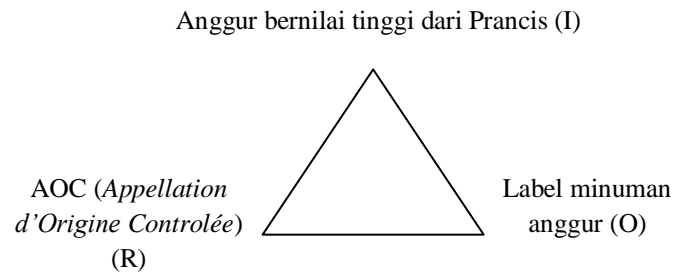 Anggur bernilai tinggi dari Prancis (I)
AOC (Appellation
d’Origine Controlée)
(R)
Label minuman
anggur (O)